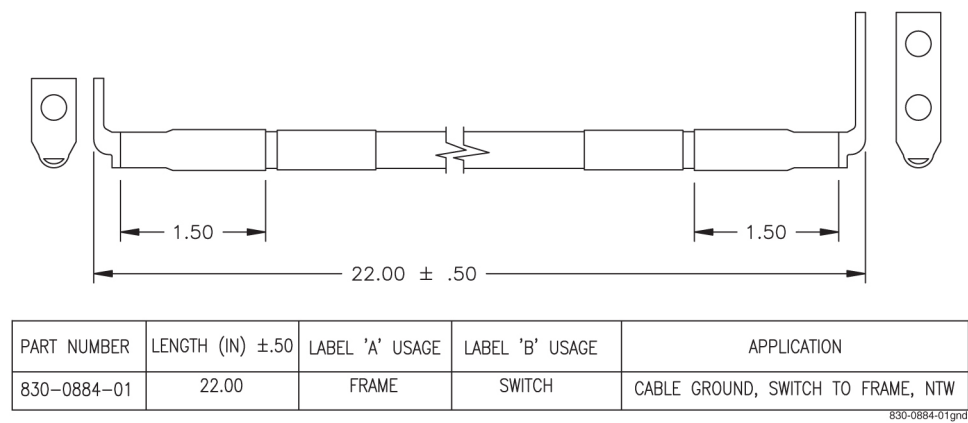 1.50
1.50
22.00 ± .50
PART NUMBER LENGTH (IN) ±.50 LABEL 'A' USAGE LABEL 'B' USAGE APPLICATION
830-0884-01 22.00 FRAME SWITCH CABLE GROUND, SWITCH TO FRAME, NTW
830-0884-01gnd